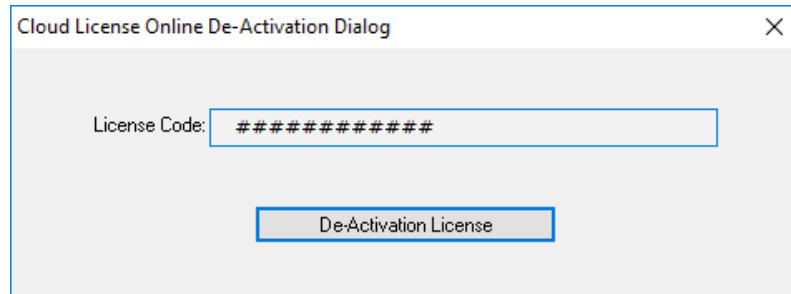 Cloud License Online De-Activation Dialog
License Code: ############
De-Activation License